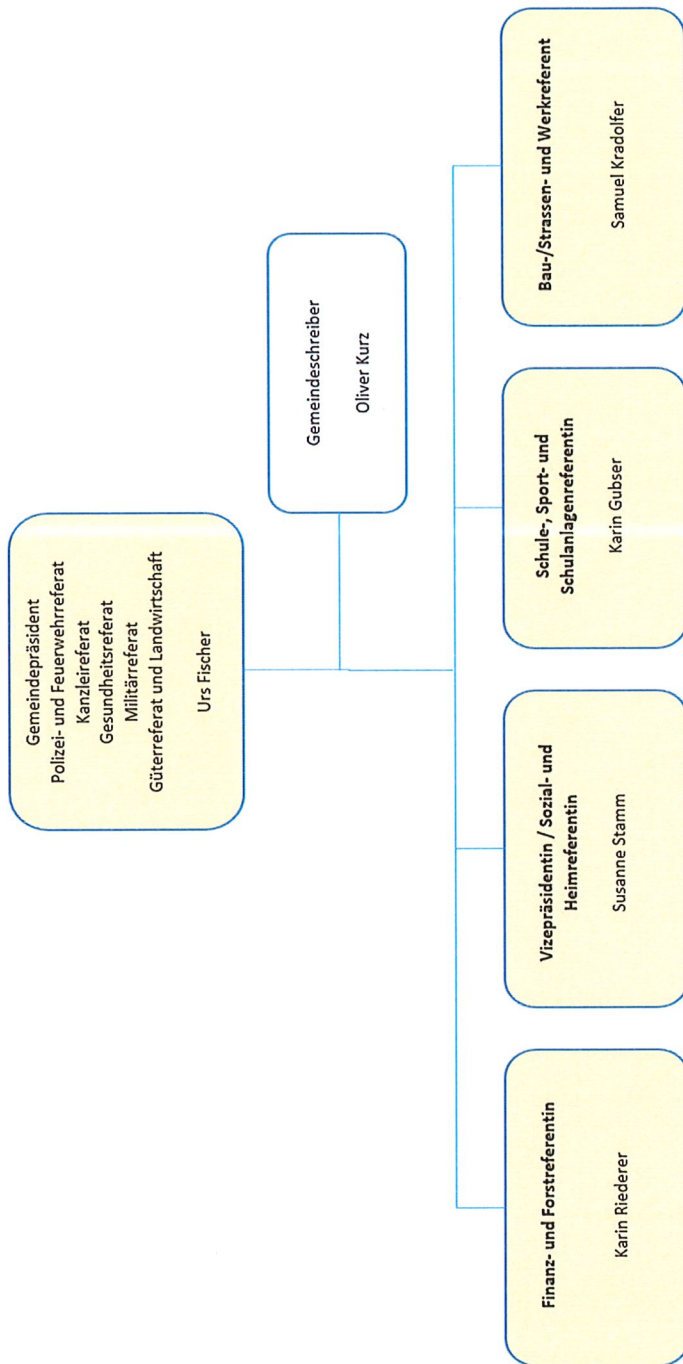 Gemeindepräsident
Polizei- und Feuerwehrreferat
Kanzleireferat
Gesundheitsreferat
Militärreferat
Güterreferat und Landwirtschaft
Urs Fischer
Gemeindeschreiber
Oliver Kurz
Finanz- und Forstreferentin
Karin Riederer
Vizepräsidentin / Sozial- und
Heimreferentin
Susanne Stamm
Schule-, Sport- und
Schulanlagenreferentin
Karin Gubser
Bau-/Strassen- und Werkreferent
Samuel Kradolfer